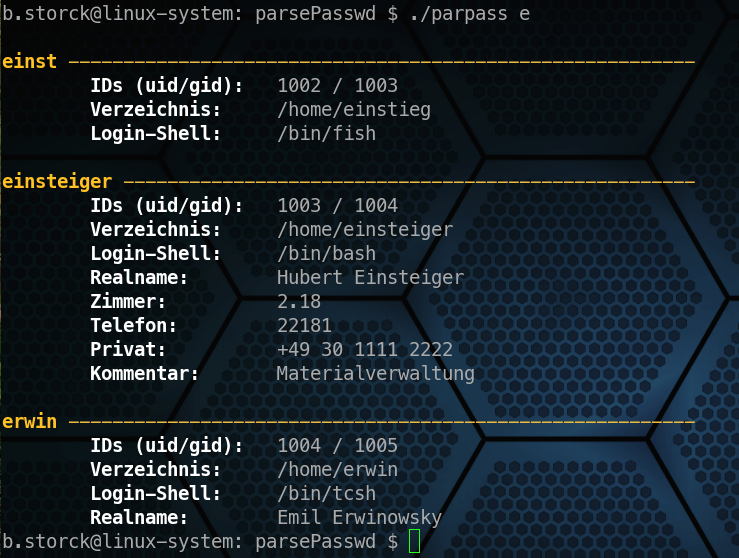 b.storck@linux-system: parsePasswd $ ./parpass e
einst ---------------------------------------------------------
IDs (uid/gid): 1002 / 1003
Verzeichnis: /home/einstieg
Login-Shell: /bin/fish
einsteiger ----------------------------------------------------
IDs (uid/gid): 1003 / 1004
Verzeichnis: /home/einsteiger
Login-Shell: /bin/bash
Realname: Hubert Einsteiger
Zimmer: 2.18
Telefon: 22181
Privat: +49 30 1111 2222
Kommentar: Materialverwaltung
erwin ---------------------------------------------------------
IDs (uid/gid): 1004 / 1005
Verzeichnis: /home/erwin
Login-Shell: /bin/tcsh
Realname: Emil Erwinowsky
b.storck@linux-system: parsePasswd $